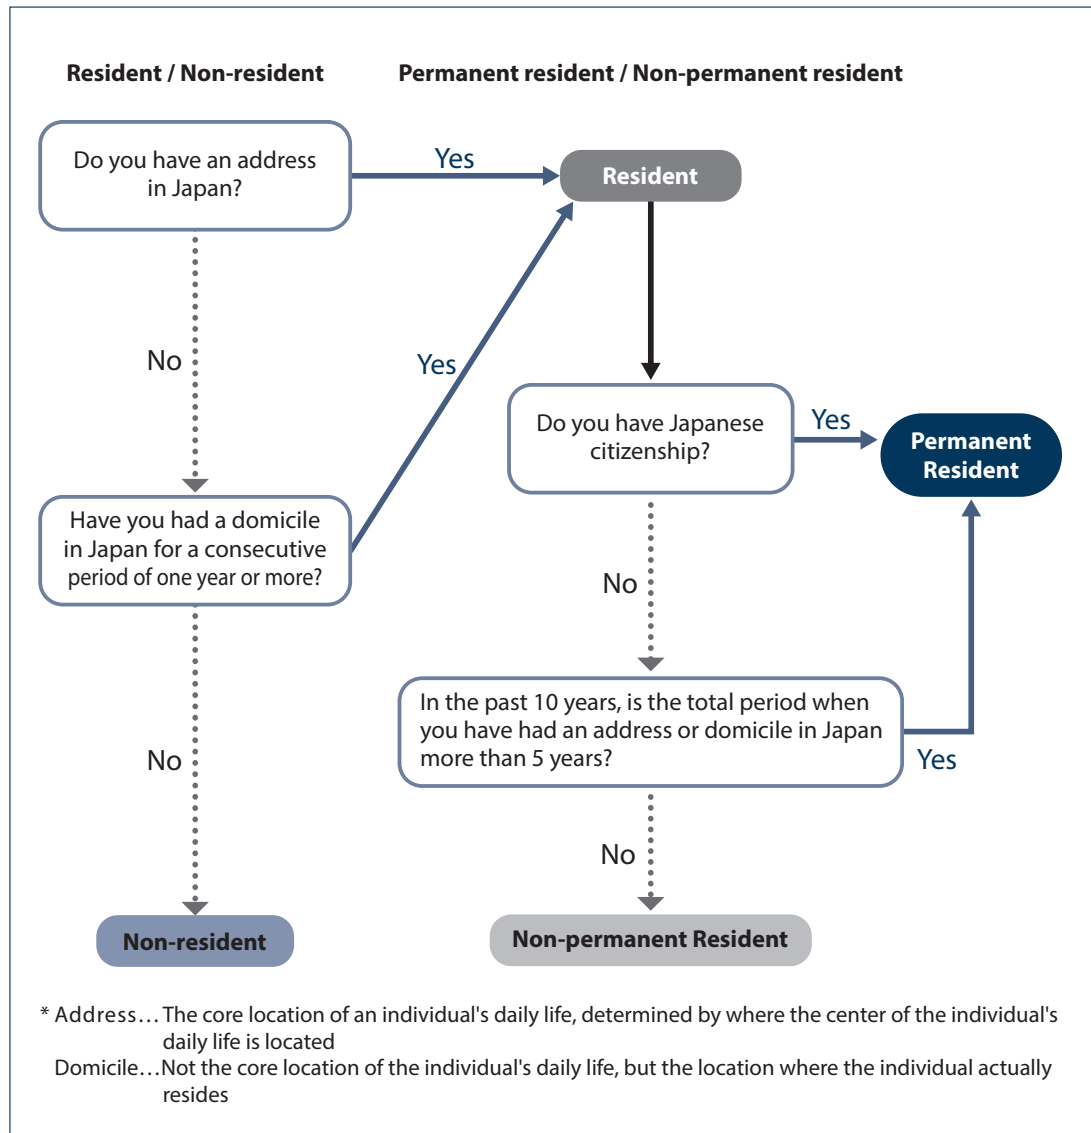 Resident / Non-resident
Permanent resident / Non-permanent resident
Do you have an address
in Japan?
Yes
Resident
No
Yes
Do you have Japanese
citizenship?
Yes
Permanent
Resident
Have you had a domicile
in Japan for a consecutive
period of one year or more?
No
In the past 10 years, is the total period when
you have had an address or domicile in Japan
more than 5 years?
Yes
No
No
Non-resident
Non-permanent Resident
* Address… The core location of an individual's daily life, determined by where the center of the individual's
daily life is located
Domicile…Not the core location of the individual's daily life, but the location where the individual actually
resides